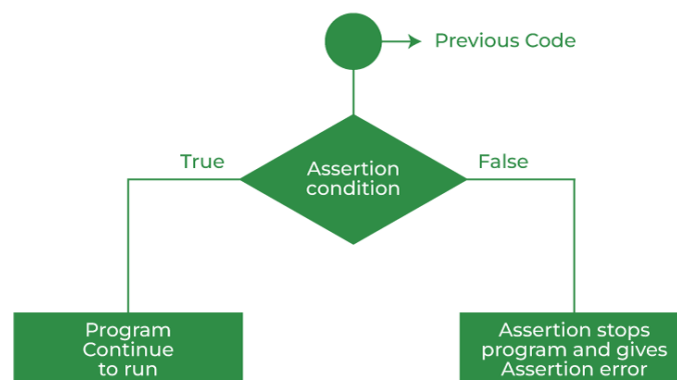 Previous Code
True
Assertion
condition
False
Program
Continue
to run
Assertion stops
program and gives
Assertion error